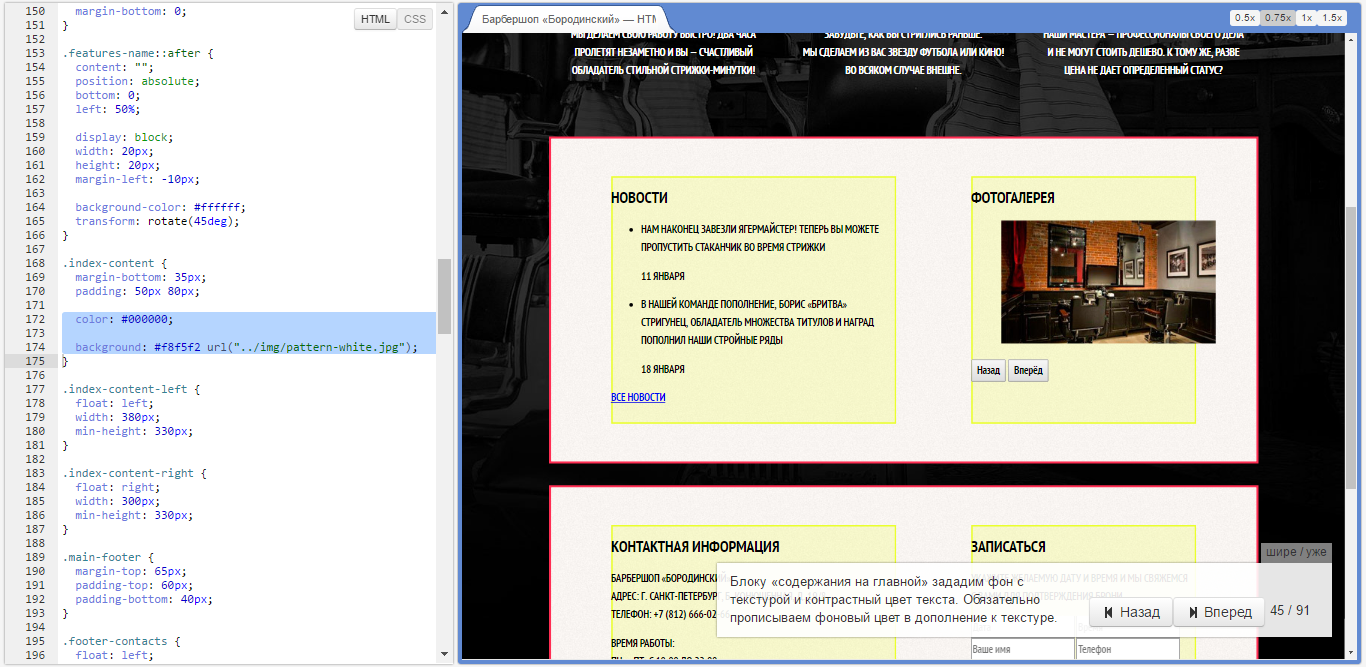 HTML CSS
150 margin-bottom: 0;
151 }
152
153 .features-name::after {
154 content: "";
155 position: absolute;
156 bottom: 0;
157 left: 50%;
158
159 display: block;
160 width: 20px;
161 height: 20px;
162 margin-left: -10px;
163
164 background-color: #ffffff;
165 transform: rotate(45deg);
166 }
167
168 .index-content {
169 margin-bottom: 35px;
170 padding: 50px 80px;
171
172 color: #000000;
173
174 background: #f8f5f2 url("../img/pattern-white.jpg");
175 }
176
177 .index-content-left {
178 float: left;
179 width: 380px;
180 min-height: 330px;
181 }
182
183 .index-content-right {
184 float: right;
185 width: 300px;
186 min-height: 330px;
187 }
188
189 .main-footer {
190 margin-top: 65px;
191 padding-top: 60px;
192 padding-bottom: 40px;
193 }
194
195 .footer-contacts {
196 float: left;
Барбершоп «Бородинский» — HTM
0.5x 0.75x 1x 1.5x
МЫ ДЕЛАЕМ СВОЮ РАБОТУ БЫСТРО! ДВА ЧАСА
ПРОЛЕТЯТ НЕЗАМЕТНО И ВЫ — СЧАСТЛИВЫЙ
ОБЛАДАТЕЛЬ СТИЛЬНОЙ СТРИЖКИ-МИНУТКИ!
ЗАБУДЬТЕ, КАК ВЫ СТРИГЛИСЬ РАНЬШЕ.
МЫ СДЕЛАЕМ ИЗ ВАС ЗВЕЗДУ ФУТБОЛА ИЛИ КИНО!
ВО ВСЯКОМ СЛУЧАЕ ВНЕШНЕ.
НАШИ МАСТЕРА — ПРОФЕССИОНАЛЫ СВОЕГО ДЕЛА
И НЕ МОГУТ СТОИТЬ ДЕШЕВО. К ТОМУ ЖЕ, РАЗВЕ
ЦЕНА НЕ ДАЕТ ОПРЕДЕЛЕННЫЙ СТАТУС?
НОВОСТИ
НАМ НАКОНЕЦ ЗАВЕЗЛИ ЯГЕРМАЙСТЕР! ТЕПЕРЬ ВЫ МОЖЕТЕ
ПРОПУСТИТЬ СТАКАНЧИК ВО ВРЕМЯ СТРИЖКИ
11 ЯНВАРЯ
В НАШЕЙ КОМАНДЕ ПОПОЛНЕНИЕ, БОРИС «БРИТВА»
СТРИГУНЕЦ, ОБЛАДАТЕЛЬ МНОЖЕСТВА ТИТУЛОВ И НАГРАД
ПОПОЛНИЛ НАШИ СТРОЙНЫЕ РЯДЫ
18 ЯНВАРЯ
ВСЕ НОВОСТИ
ФОТОГАЛЕРЕЯ
Назад Вперёд
КОНТАКТНАЯ ИНФОРМАЦИЯ
БАРБЕРШОП «БОРОДИНСКИЙ»
АДРЕС: Г. САНКТ-ПЕТЕРБУРГ,
ТЕЛЕФОН: +7 (812) 666-02-
ВРЕМЯ РАБОТЫ:
ЗАПИСАТЬСЯ
ЖЕЛАЕМУЮ ДАТУ И ВРЕМЯ И МЫ СВЯЖЕМСЯ
ПОДТВЕРЖДЕНИЯ БРОНИ
Ваше имя Телефон
шире / уже
Блоку «содержания на главной» зададим фон с
текстурой и контрастный цвет текста. Обязательно
прописываем фоновый цвет в дополнение к текстуре.
Назад Вперед 45 / 91